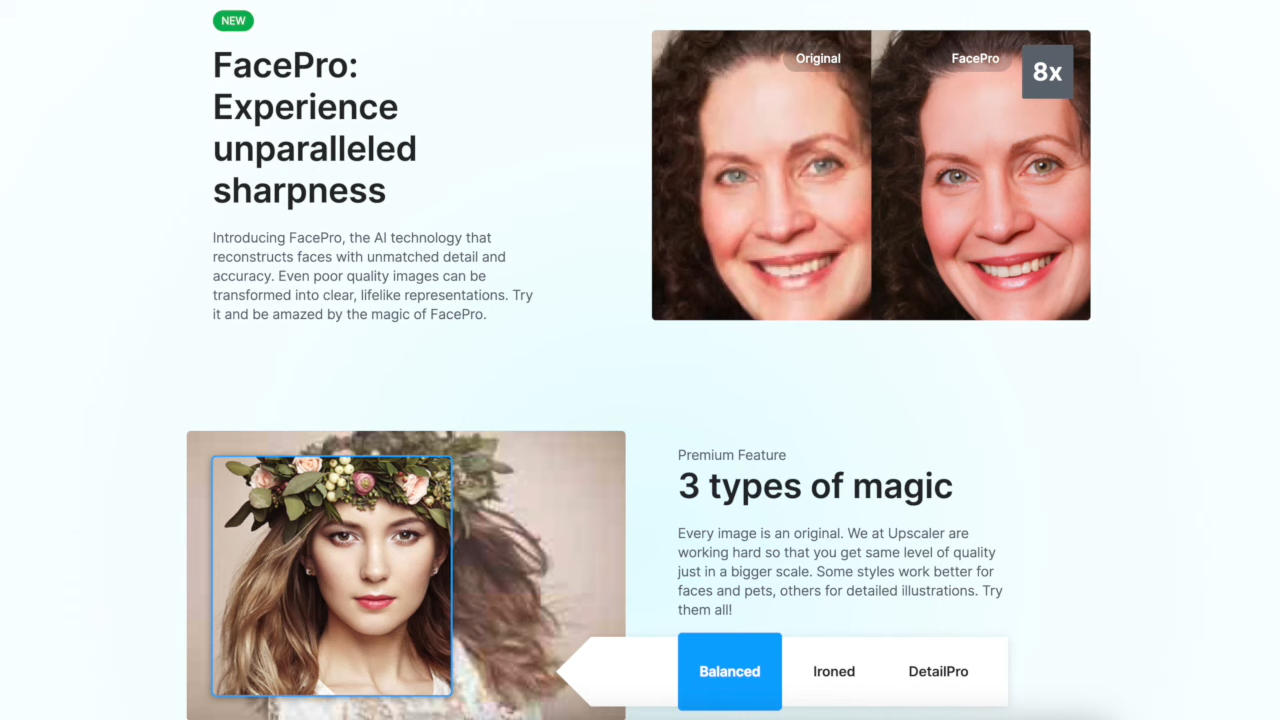 NEW
FacePro:
Experience
unparalleled
sharpness
Introducing FacePro, the AI technology that
reconstructs faces with unmatched detail and
accuracy. Even poor quality images can be
transformed into clear, lifelike representations. Try
it and be amazed by the magic of FacePro.
Original
FacePro
8x
Premium Feature
3 types of magic
Every image is an original. We at Upscaler are
working hard so that you get same level of quality
just in a bigger scale. Some styles work better for
faces and pets, others for detailed illustrations. Try
them all!
Balanced
Ironed
DetailPro